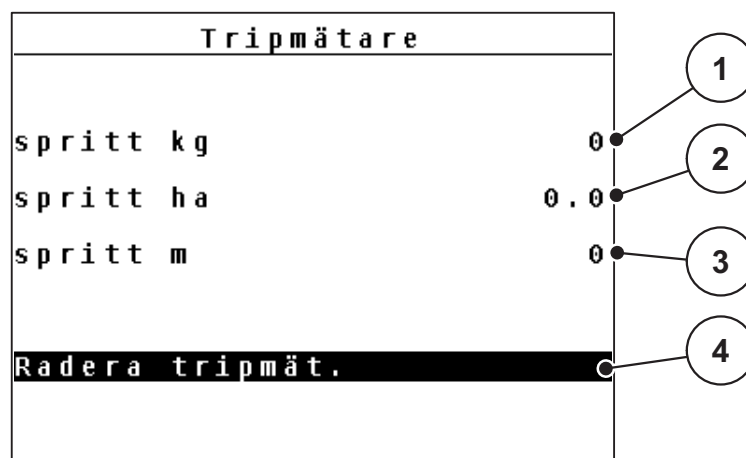 Tripmätare
spritt kg 0
1
spritt ha 0.0
2
spritt m 0
3
Radera tripmät.
4